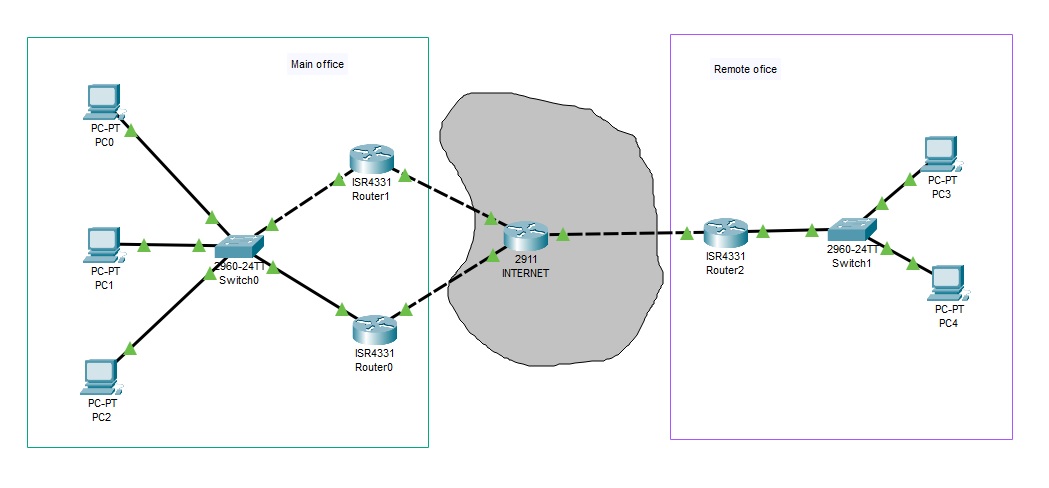 Main office
Remote ofice
PC-PT
PC0
ISR4331
Router1
PC-PT
PC1
2960-24TT
Switch0
2911
INTERNET
ISR4331
Router0
PC-PT
PC2
ISR4331
Router2
2960-24TT
Switch1
PC-PT
PC3
PC-PT
PC4